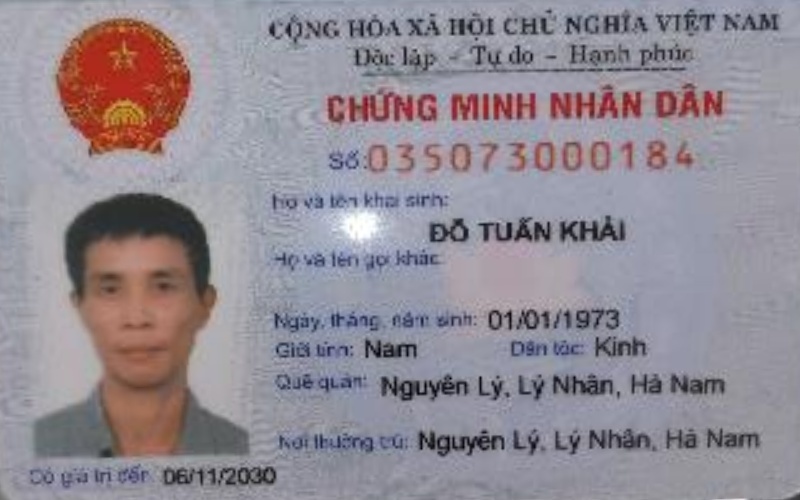 CỘNG HÒA XÃ HỘI CHỦ NGHĨA VIỆT NAM
Độc lập - Tự do - Hạnh phúc
CHỨNG MINH NHÂN DÂN
Số: 035073000184
Họ và tên khai sinh:
ĐỖ TUẤN KHẢI
Họ và tên gọi khác:
Ngày, tháng, năm sinh: 01/01/1973
Giới tính: Nam Dân tộc: Kinh
Quê quán: Nguyên Lý, Lý Nhân, Hà Nam
Nơi thường trú: Nguyên Lý, Lý Nhân, Hà Nam
Có giá trị đến: 06/11/2030